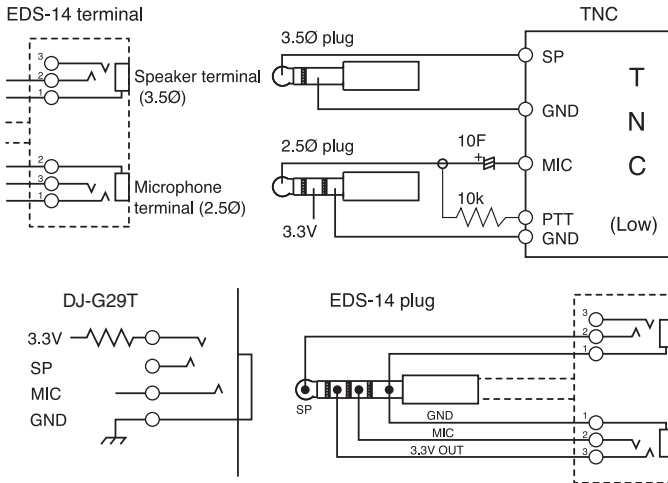 EDS-14 terminal
3
2
1
Speaker terminal
(3.5Ø)
2
3
1
Microphone
terminal (2.5Ø)
TNC
3.5Ø plug
SP
GND
2.5Ø plug
10F
+
MIC
10k
PTT
GND
3.3V
T
N
C
(Low)
DJ-G29T
3.3V
SP
MIC
GND
EDS-14 plug
SP
GND
MIC
3.3V OUT
3
2
1
1
2
3